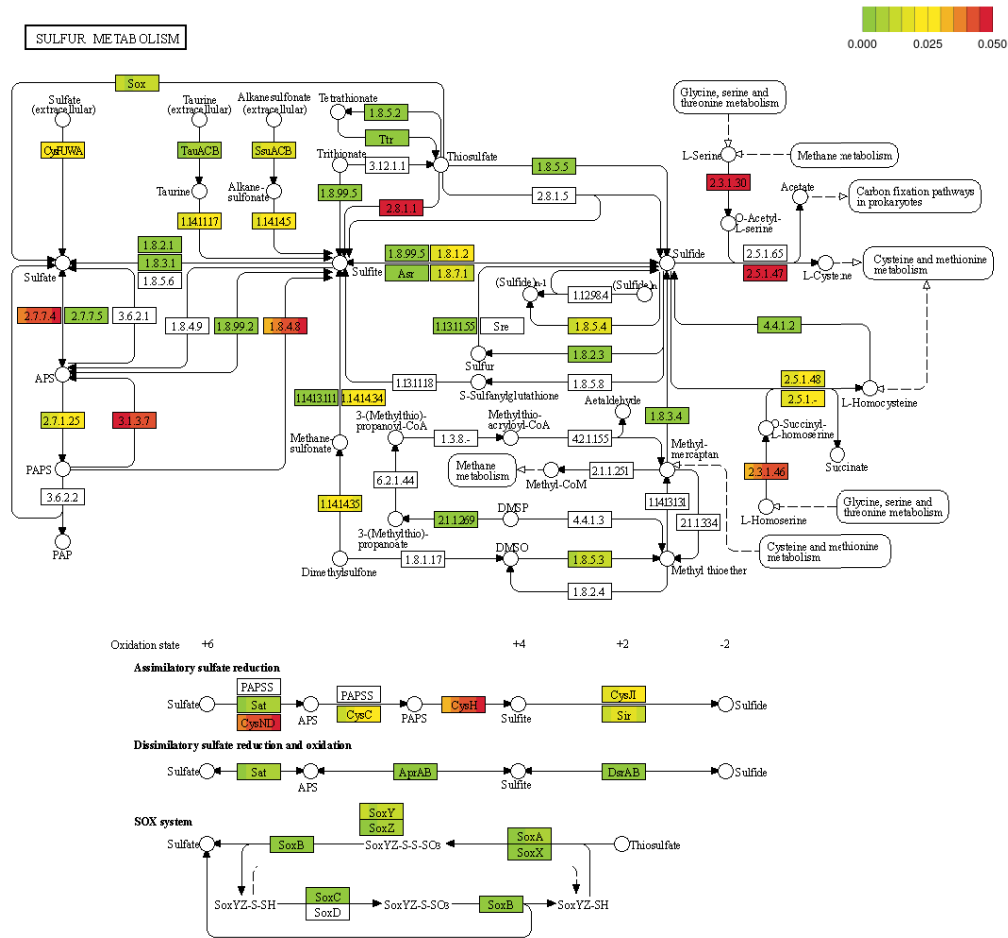 SULFUR METABOLISM
0.000 0.025 0.050
Sox
Sulfate
(extracellular)
Taurine
(extracellular)
Alkanesulfonate
(extracellular)
Tetrathionate
1.8.5.2
Ttr
Glycine, serine and
threonine metabolism
CysPUWA
TauACB
SsuACB
Trithionate
3.12.1.1
Thiosulfate
1.8.5.5
L-Serine
Methane metabolism
Taurine
Alkane-
sulfonate
1.8.99.5
2.8.1.1
2.8.1.5
2.3.1.30
Acetate
Carbon fixation pathways
in prokaryotes
1.14.11.17
1.14.14.5
O-Acetyl-
L-serine
1.8.2.1
1.8.3.1
1.8.5.6
Sulfate
Sulfite
1.8.99.5
1.8.1.2
Asr
1.8.7.1
Sulfide
2.5.1.65
2.5.1.47
L-Cysteine
Cysteine and methionine
metabolism
(Sulfide)n-1
1.12.98.4
(Sulfide)n
2.7.7.4
2.7.7.5
3.6.2.1
1.8.4.9
1.8.99.2
1.8.4.8
1.13.11.55
Sre
1.8.5.4
4.4.1.2
1.8.2.3
Sulfur
APS
1.13.11.18
S-Sulfanylglutathione
1.8.5.8
2.5.1.48
2.5.1.-
L-Homocysteine
1.14.13.111
1.14.14.34
2.7.1.25
3.1.3.7
3-(Methylthio)-
propanoyl-CoA
Methylthio-
acryloyl-CoA
Aetaldehyde
1.8.3.4
O-Succinyl-
L-homoserine
Succinate
Methane-
sulfonate
1.3.8.-
4.2.1.155
Methyl-
mercaptan
PAPS
Methane
metabolism
Methyl-CoM
2.1.1.251
2.3.1.46
3.6.2.2
6.2.1.44
1.14.13.131
1.14.14.35
L-Homoserine
Glycine, serine and
threonine metabolism
PAP
2.1.1.269
DMSP
4.4.1.3
2.1.1.334
3-(Methylthio)-
propanoate
Cysteine and methionine
metabolism
Dimethylsulfone
1.8.1.17
DMSO
1.8.5.3
Methyl thioether
1.8.2.4
Oxidation state +6 +4 +2 -2
Assimilatory sulfate reduction
PAPSS
PAPSS
CysJI
Sulfate
Sat
APS
PAPS
CysH
Sulfite
Sulfide
CysND
CysC
Sir
Dissimilatory sulfate reduction and oxidation
Sulfate
Sat
APS
AprAB
Sulfite
DsrAB
Sulfide
SOX system
SoxY
SoxZ
Sulfate
SoxB
SoxYZ-S-S-SO3
SoxA
SoxX
Thiosulfate
SoxYZ-S-SH
SoxC
SoxD
SoxYZ-S-SO3
SoxB
SoxYZ-SH